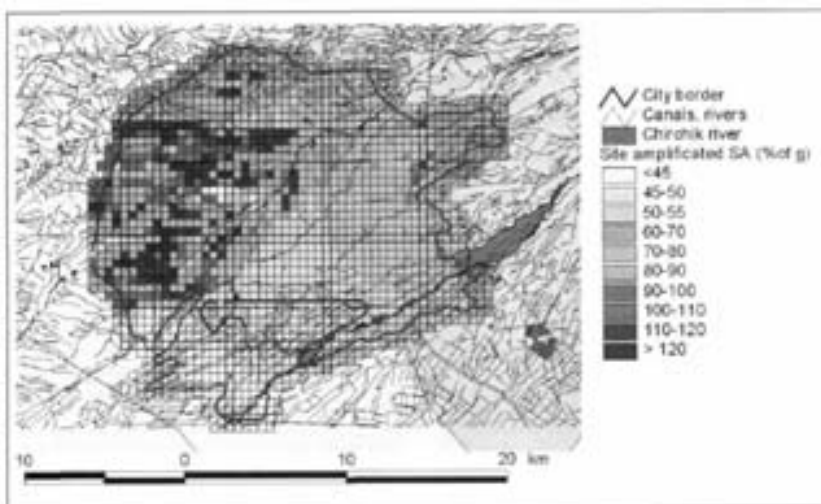 City border
Canals, rivers
Chirchik river
Site amplificated SA (%of g)
<45
45-50
50-55
60-70
70-80
80-90
90-100
100-110
110-120
> 120
10 0 10 20 km